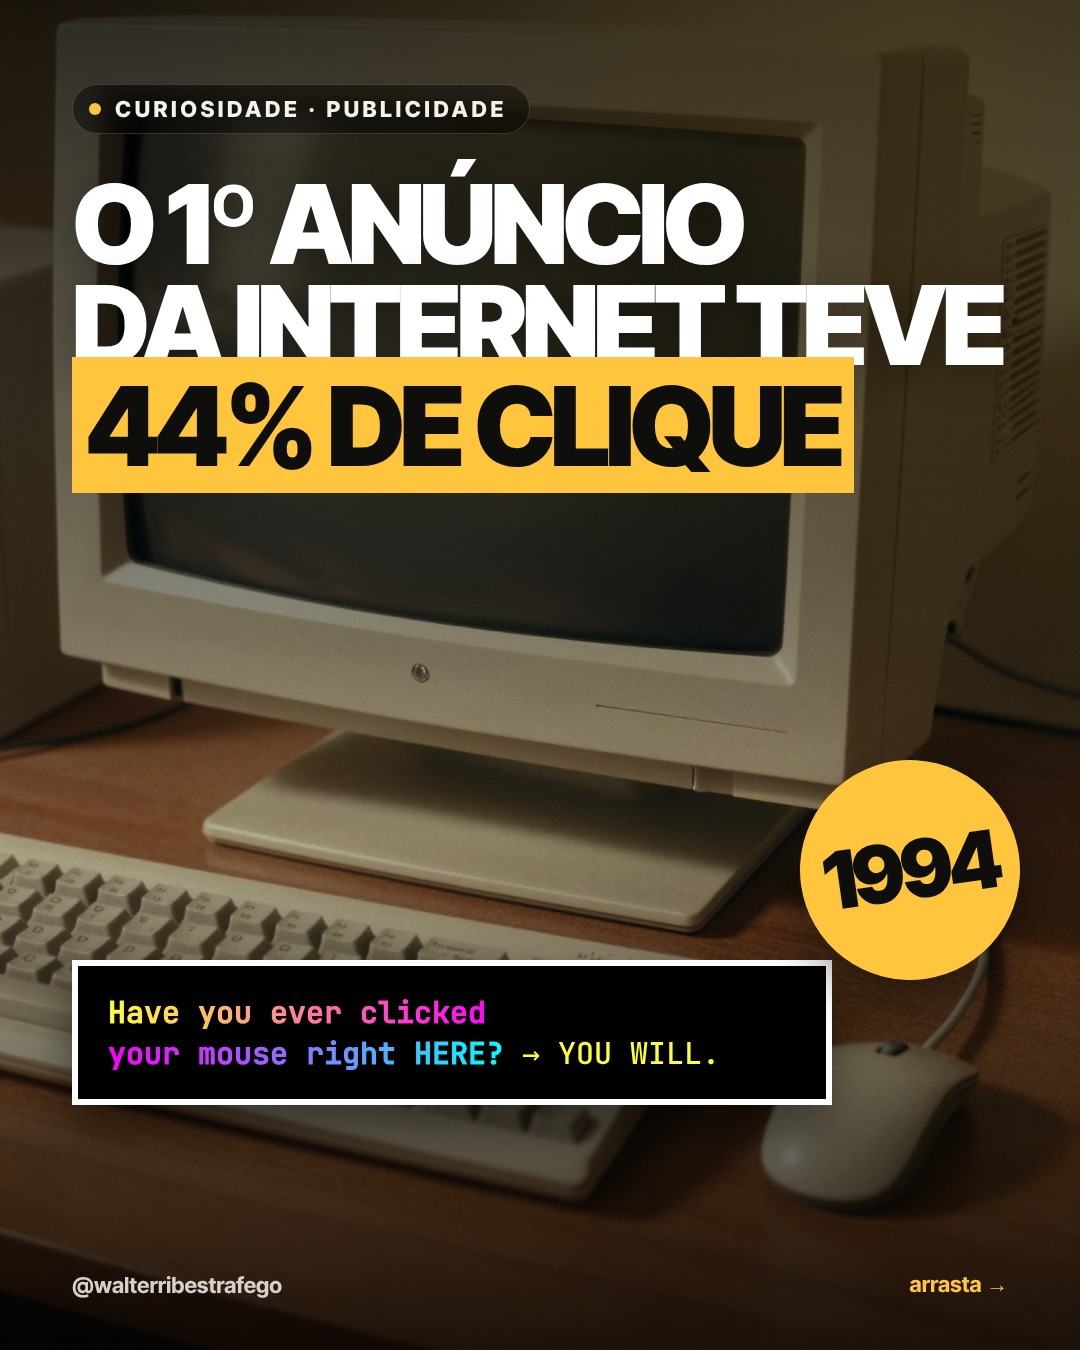 CURIOSIDADE · PUBLICIDADE
O 1º ANÚNCIO
DA INTERNET TEVE
44% DE CLIQUE
1994
Have you ever clicked
your mouse right HERE? → YOU WILL.
@walterribestrafego
arrasta →